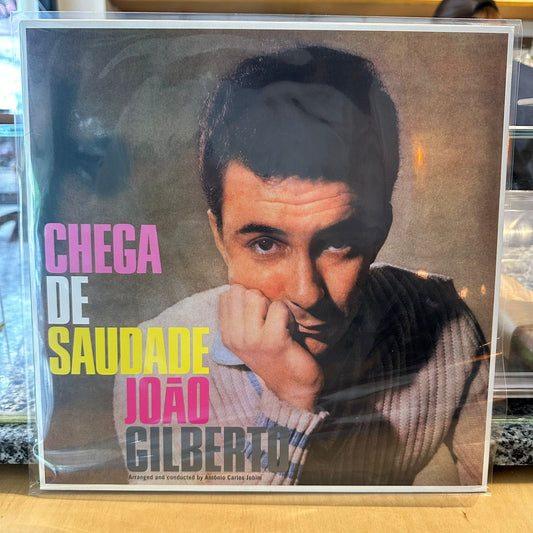 CHEGA
DE
SAUDADE
JOÃO
GILBERTO
Arranged and conducted by Antônio Carlos Jobim